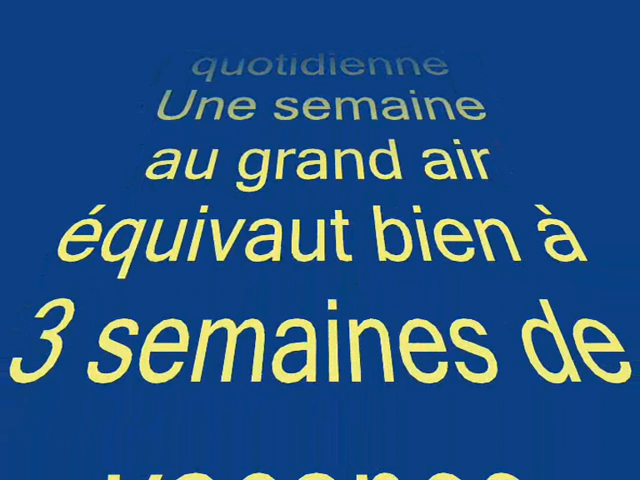 quotidienne
Une semaine
au grand air
équivaut bien à
3 semaines de